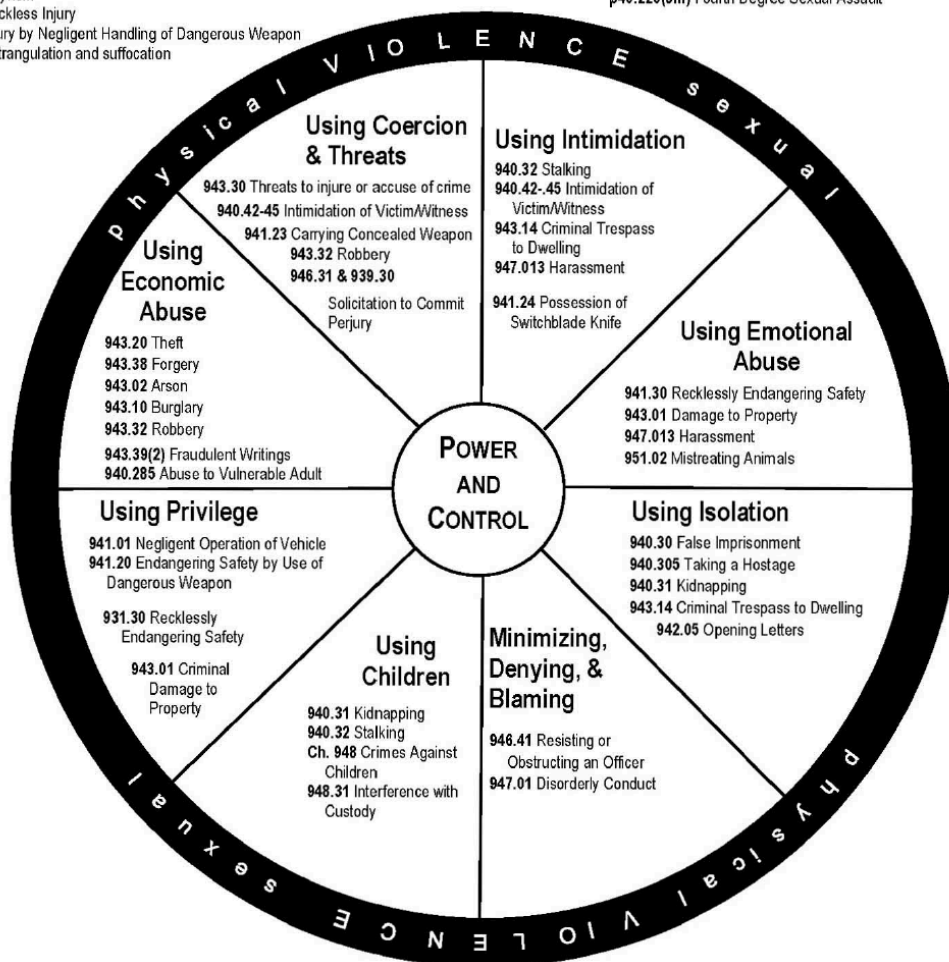 ckless Injury
ury by Negligent Handling of Dangerous Weapon
trangulation and suffocation
Fourth Degree Sexual Assault
physical VIOLENCE sexual
Using Coercion
& Threats
943.30 Threats to injure or accuse of crime
940.42-45 Intimidation of Victim/Witness
941.23 Carrying Concealed Weapon
943.32 Robbery
946.31 & 939.30
Solicitation to Commit
Perjury
Using Intimidation
940.32 Stalking
940.42-.45 Intimidation of
Victim/Witness
943.14 Criminal Trespass
to Dwelling
947.013 Harassment
941.24 Possession of
Switchblade Knife
Using
Economic
Abuse
943.20 Theft
943.38 Forgery
943.02 Arson
943.10 Burglary
943.32 Robbery
943.39(2) Fraudulent Writings
940.285 Abuse to Vulnerable Adult
Using Emotional
Abuse
941.30 Recklessly Endangering Safety
943.01 Damage to Property
947.013 Harassment
951.02 Mistreating Animals
POWER
AND
CONTROL
Using Privilege
941.01 Negligent Operation of Vehicle
941.20 Endangering Safety by Use of
Dangerous Weapon
931.30 Recklessly
Endangering Safety
943.01 Criminal
Damage to
Property
Using Isolation
940.30 False Imprisonment
940.305 Taking a Hostage
940.31 Kidnapping
943.14 Criminal Trespass to Dwelling
942.05 Opening Letters
Using
Children
940.31 Kidnapping
940.32 Stalking
Ch. 948 Crimes Against
Children
948.31 Interference with
Custody
Minimizing,
Denying, &
Blaming
946.41 Resisting or
Obstructing an Officer
947.01 Disorderly Conduct
physical VIOLENCE sexual